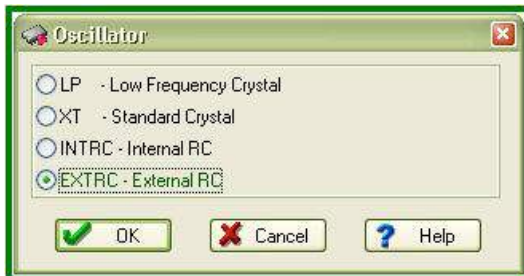 Oscillator
LP - Low Frequency Crystal
XT - Standard Crystal
INTRC - Internal RC
EXTRC - External RC
OK Cancel Help